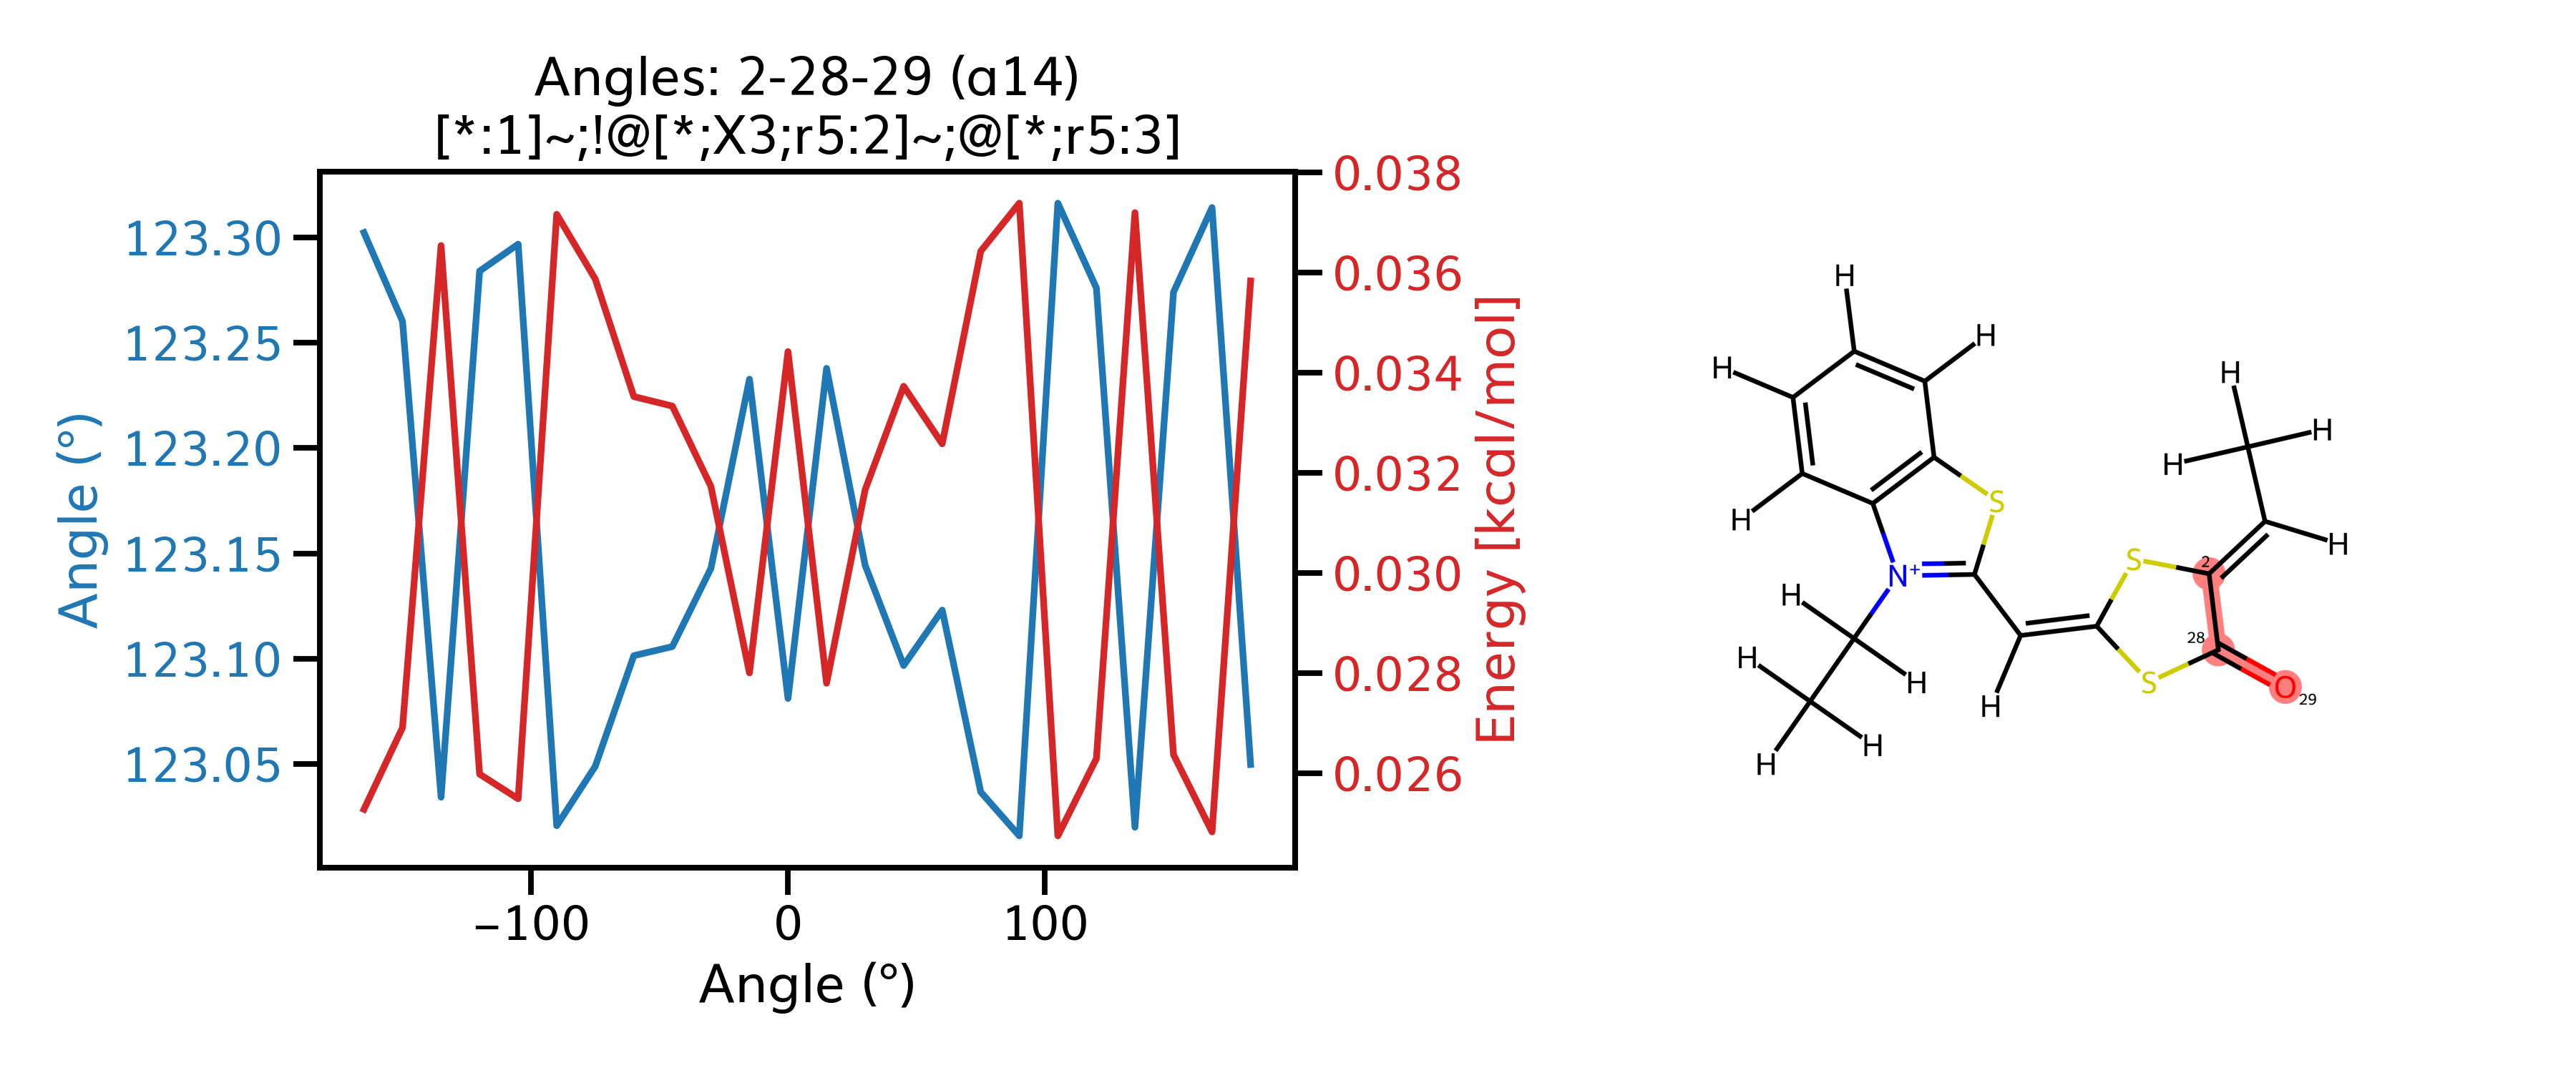 Angles: 2-28-29 (a14)
[*:1]~;!@[*;X3;r5:2]~;@[*;r5:3]
Angle (°)
123.30
123.25
123.20
123.15
123.10
123.05
0.038
0.036
0.034
0.032
0.030
0.028
0.026
Energy [kcal/mol]
−100
0
100
Angle (°)
H
H
H
H
S
N+
H
H
H
H
H
H
H
H
H
H
H
S
S
2
28
O
29